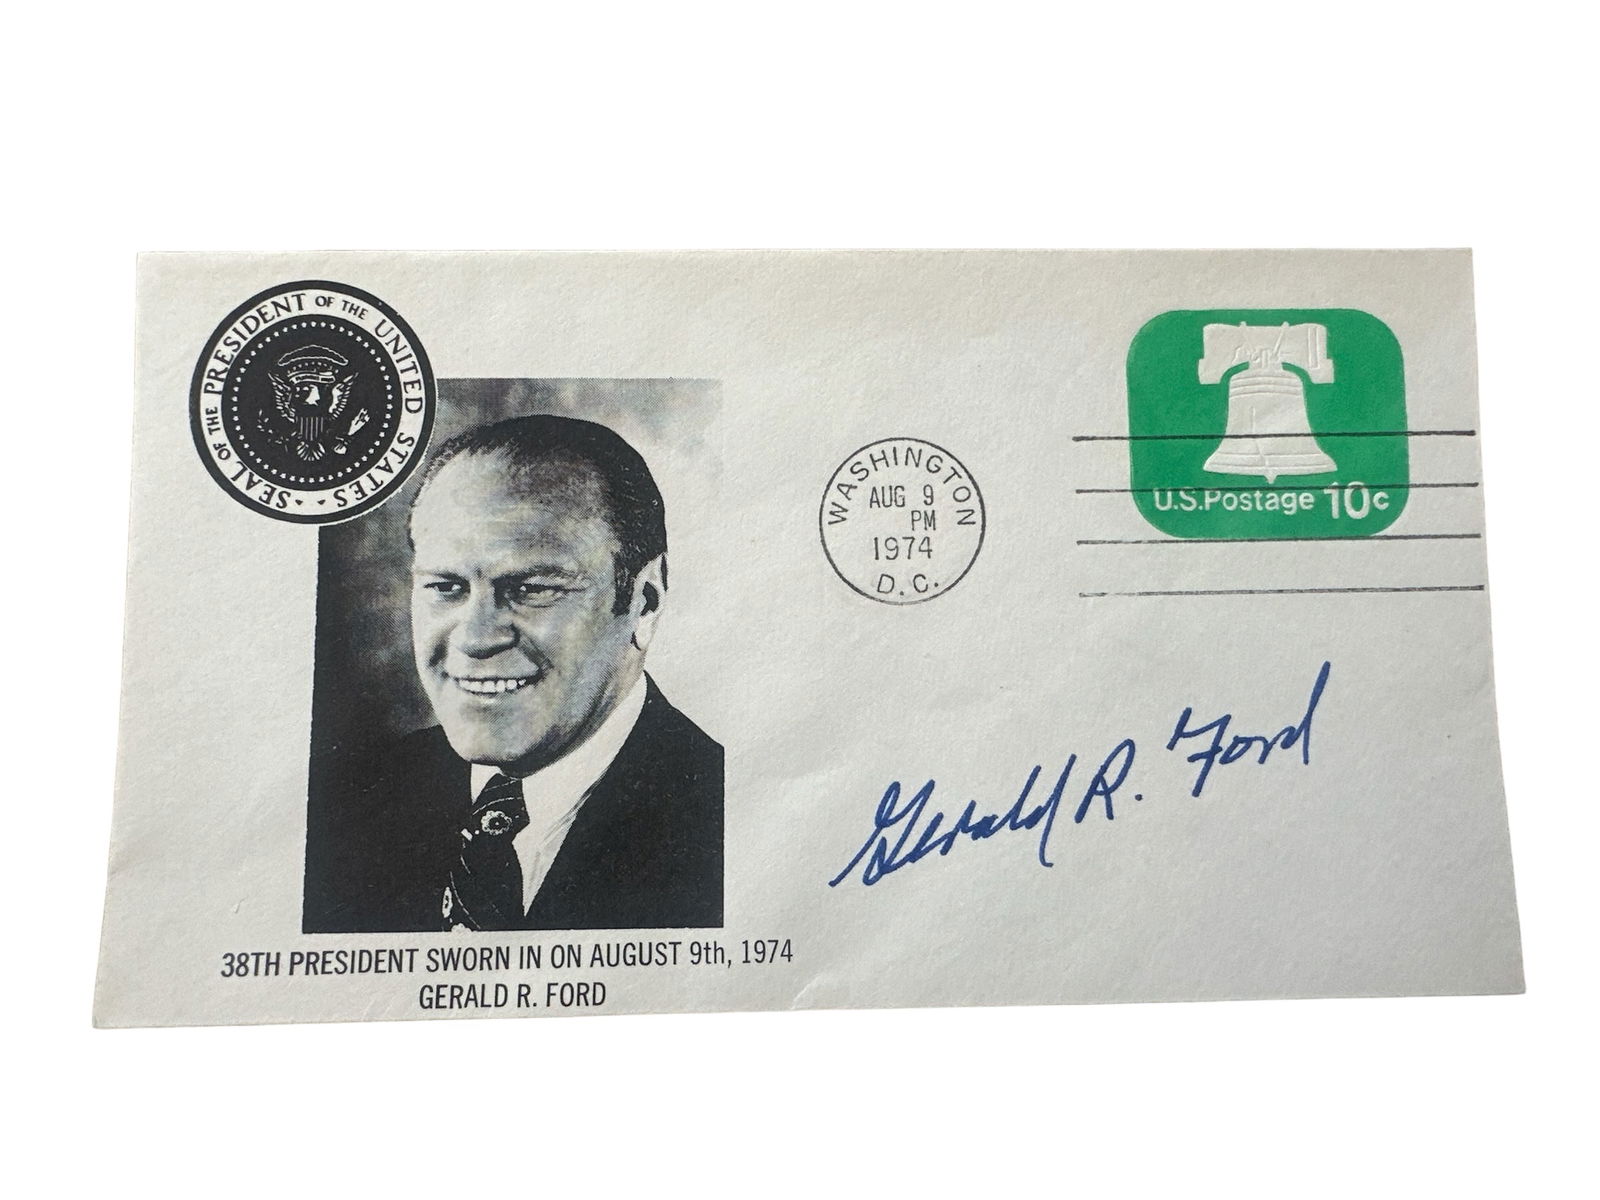 SEAL OF THE PRESIDENT OF THE UNITED STATES
WASHINGTON
AUG 9
PM
1974
D.C.
U.S.Postage 10c
Gerald R. Ford
38TH PRESIDENT SWORN IN ON AUGUST 9th, 1974
GERALD R. FORD